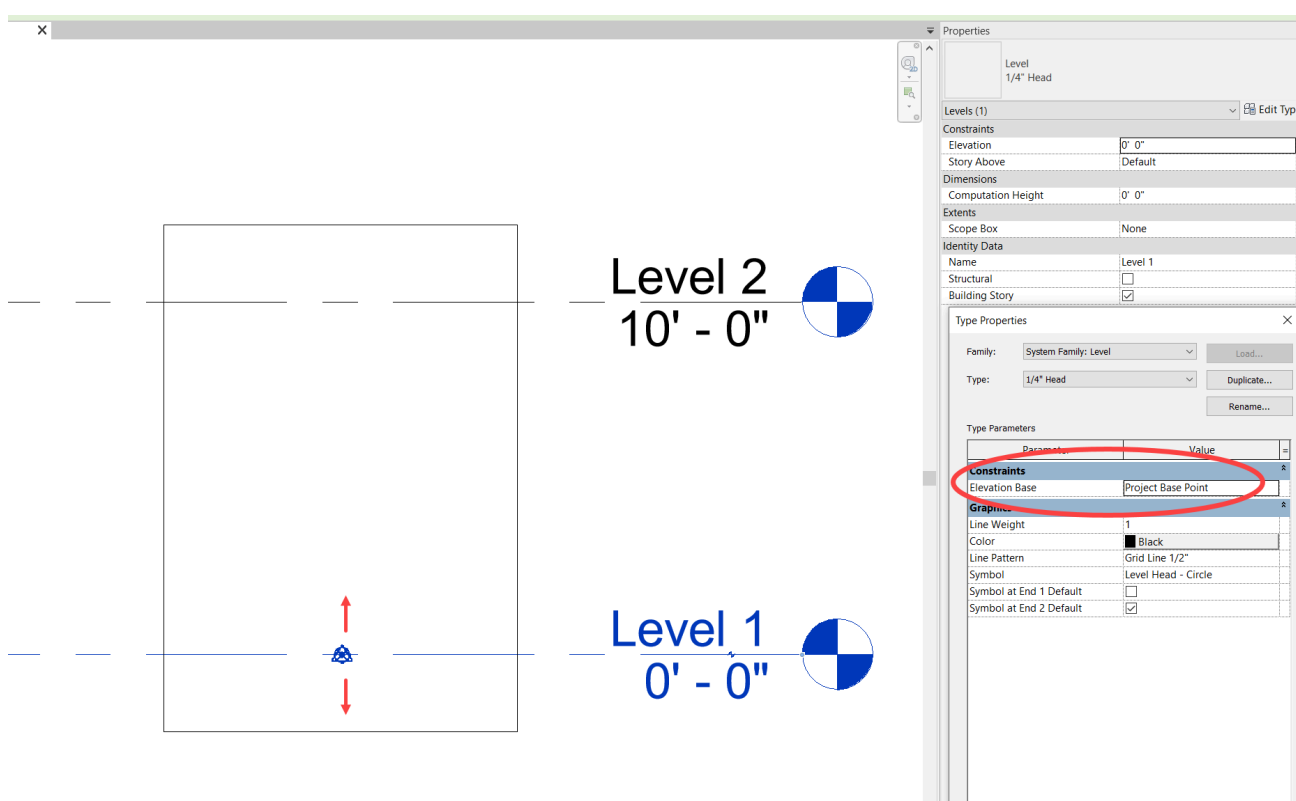 Properties
Level
1/4" Head
Levels (1)
Edit Typ
Constraints
Elevation 0' 0"
Story Above Default
Dimensions
Computation Height 0' 0"
Extents
Scope Box None
Identity Data
Name Level 1
Structural
Building Story
Level 2
10' - 0"
Level 1
0' - 0"
Type Properties
Family: System Family: Level Load...
Type: 1/4" Head Duplicate...
Rename...
Type Parameters
Parameter Value =
Constraints
Elevation Base Project Base Point
Graphics
Line Weight 1
Color Black
Line Pattern Grid Line 1/2"
Symbol Level Head - Circle
Symbol at End 1 Default
Symbol at End 2 Default